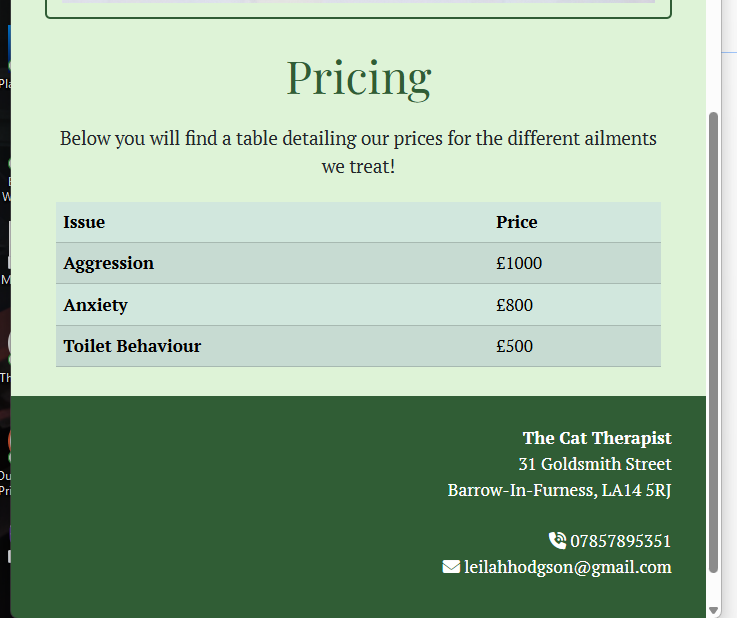 Pricing
Below you will find a table detailing our prices for the different ailments
we treat!
Issue Price
Aggression £1000
Anxiety £800
Toilet Behaviour £500
The Cat Therapist
31 Goldsmith Street
Barrow-In-Furness, LA14 5RJ
07857895351
leilahhodgson@gmail.com